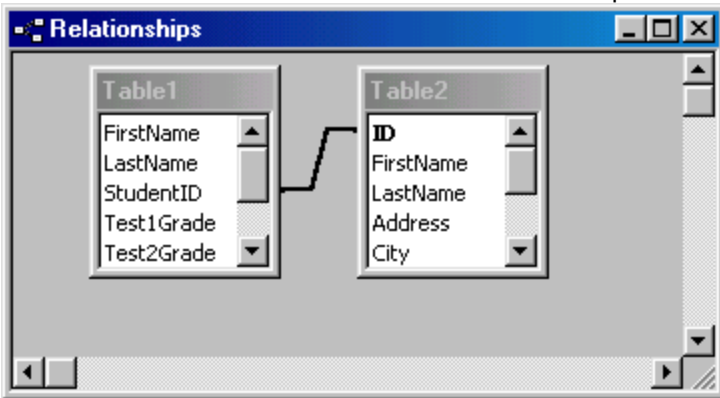 Relationships
Table1
FirstName
LastName
StudentID
Test1Grade
Test2Grade
Table2
ID
FirstName
LastName
Address
City